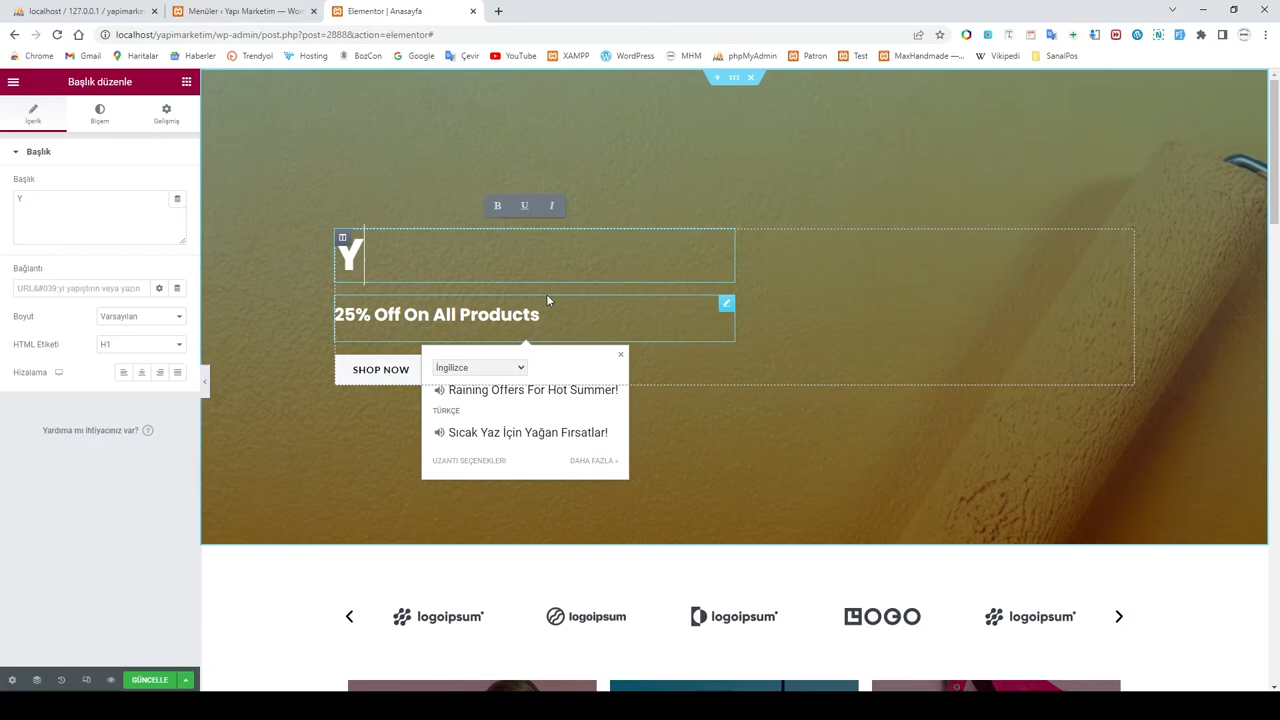 localhost / 127.0.0.1 / yapimarket
Menüler ‹ Yapı Marketim — Wor
Elementor | Anasayfa
localhost/yapimarketim/wp-admin/post.php?post=2888&action=elementor#
Chrome
Gmail
Haritalar
Haberler
Trendyol
Hosting
BozCon
Google
Çevir
YouTube
XAMPP
WordPress
MHM
phpMyAdmin
Patron
Test
MaxHandmade —...
Vikipedi
SanalPos
Başlık düzenle
İçerik
Biçem
Gelişmiş
Başlık
Başlık
Y
Bağlantı
URL&#039;yi yapıştırın veya yazın
Boyut
Varsayılan
HTML Etiketi
H1
Hizalama
Yardıma mı ihtiyacınız var?
GÜNCELLE
B U I
Y
25% Off On All Products
SHOP NOW
İngilizce
Raining Offers For Hot Summer!
TÜRKÇE
Sıcak Yaz İçin Yağan Fırsatlar!
UZANTI SEÇENEKLERİ
DAHA FAZLA »
logoipsum
logoipsum
logoipsum
LOGO
logoipsum